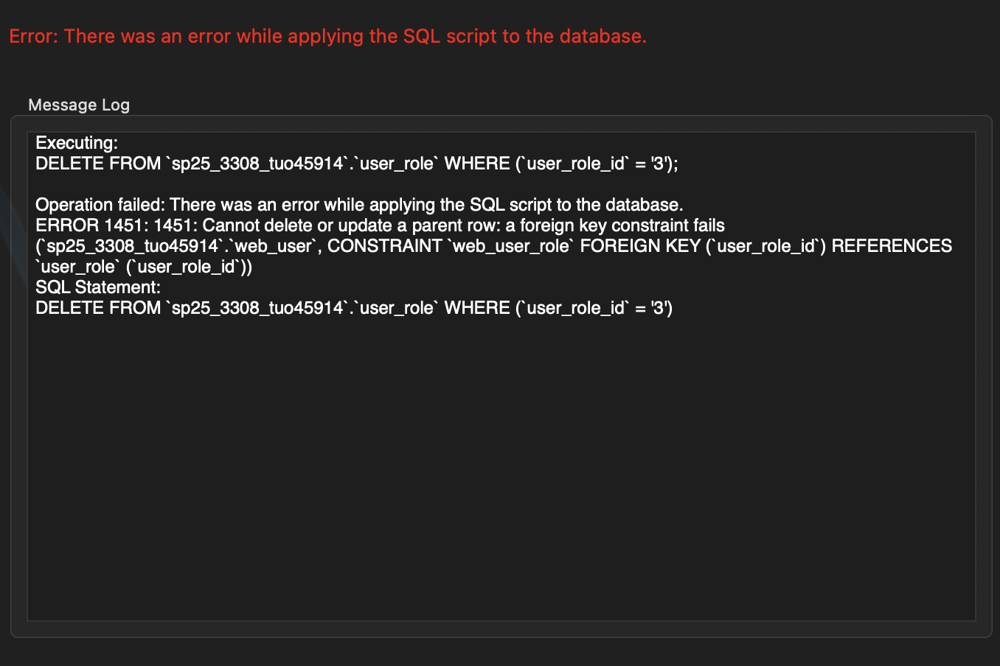 Error: There was an error while applying the SQL script to the database.
Message Log
Executing:
DELETE FROM `sp25_3308_tuo45914`.`user_role` WHERE (`user_role_id` = '3');
Operation failed: There was an error while applying the SQL script to the database.
ERROR 1451: 1451: Cannot delete or update a parent row: a foreign key constraint fails
(`sp25_3308_tuo45914`.`web_user`, CONSTRAINT `web_user_role` FOREIGN KEY (`user_role_id`) REFERENCES
`user_role` (`user_role_id`))
SQL Statement:
DELETE FROM `sp25_3308_tuo45914`.`user_role` WHERE (`user_role_id` = '3')